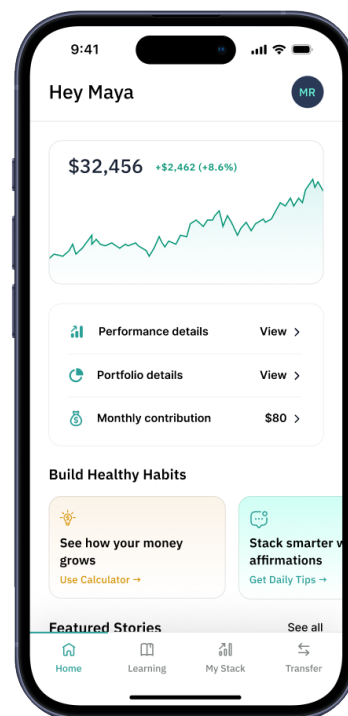 9:41
Hey Maya
MR
$32,456 +$2,462 (+8.6%)
Performance details View >
Portfolio details View >
Monthly contribution $80 >
Build Healthy Habits
See how your money
grows
Use Calculator →
Stack smarter w
affirmations
Get Daily Tips →
Featured Stories See all
Home Learning My Stack Transfer